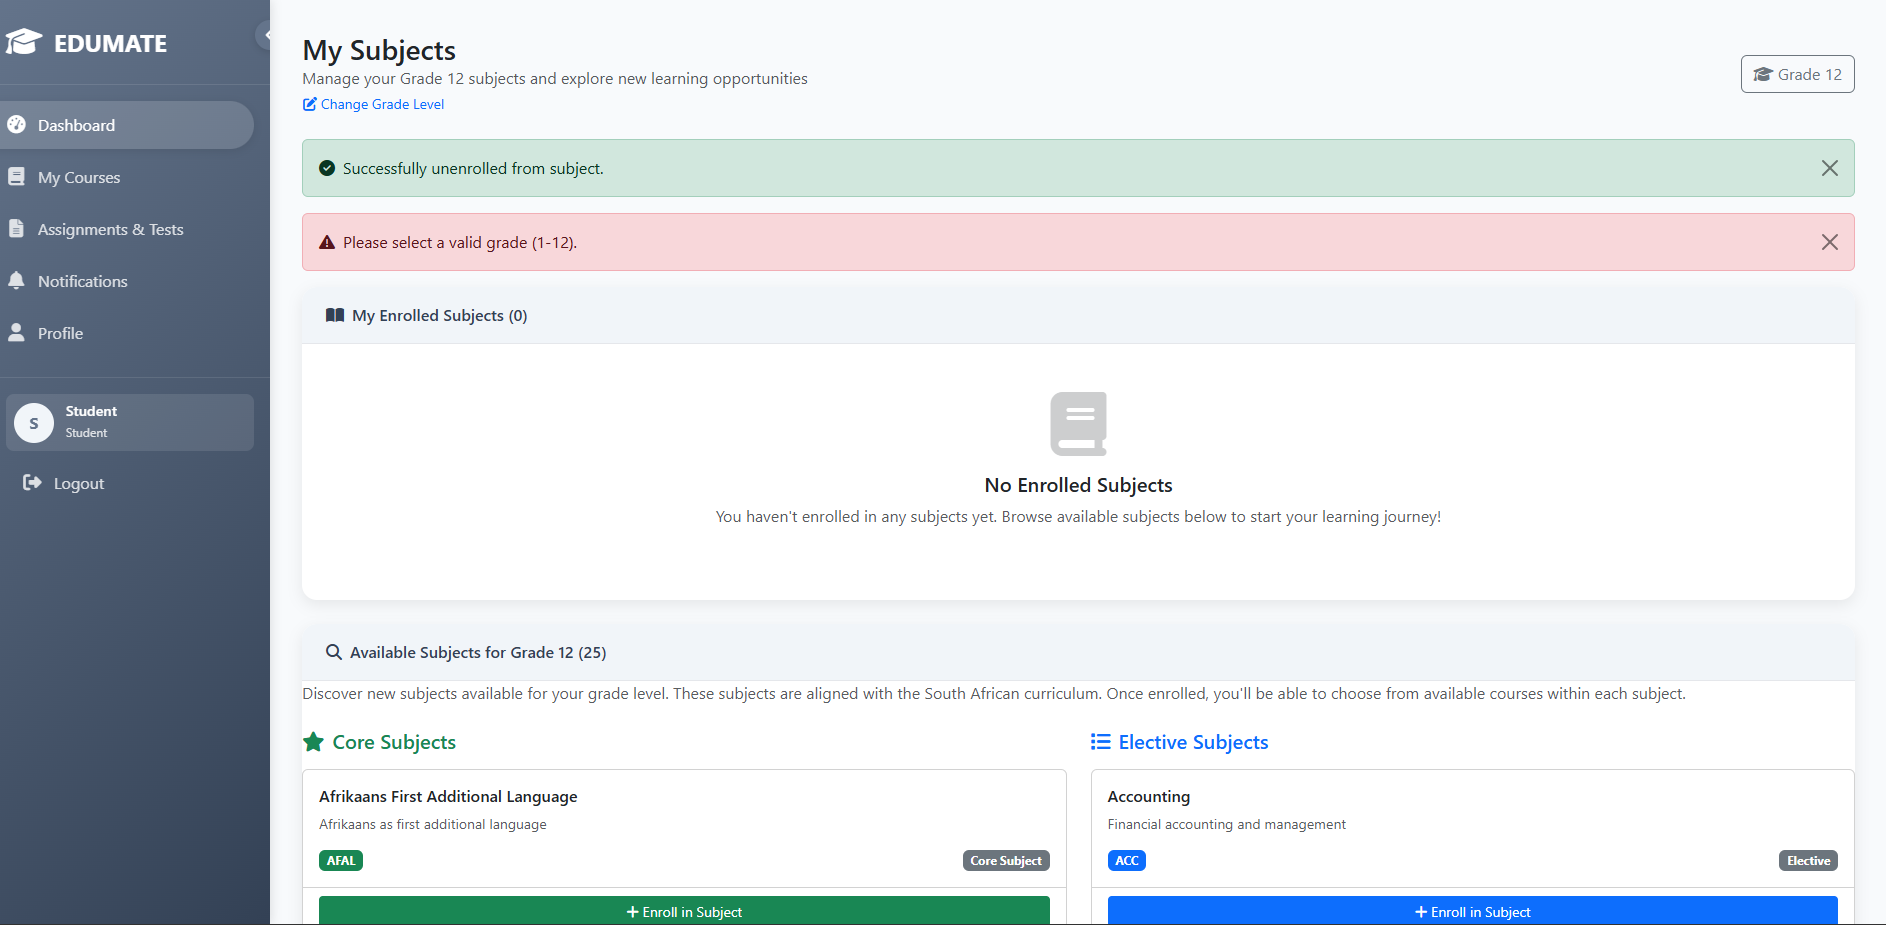 EDUMATE
Dashboard
My Courses
Assignments & Tests
Notifications
Profile
S
Student
Student
Logout
My Subjects
Manage your Grade 12 subjects and explore new learning opportunities
Change Grade Level
Grade 12
Successfully unenrolled from subject.
Please select a valid grade (1-12).
My Enrolled Subjects (0)
No Enrolled Subjects
You haven't enrolled in any subjects yet. Browse available subjects below to start your learning journey!
Available Subjects for Grade 12 (25)
Discover new subjects available for your grade level. These subjects are aligned with the South African curriculum. Once enrolled, you'll be able to choose from available courses within each subject.
Core Subjects
Afrikaans First Additional Language
Afrikaans as first additional language
AFAL
Core Subject
+ Enroll in Subject
Elective Subjects
Accounting
Financial accounting and management
ACC
Elective
+ Enroll in Subject